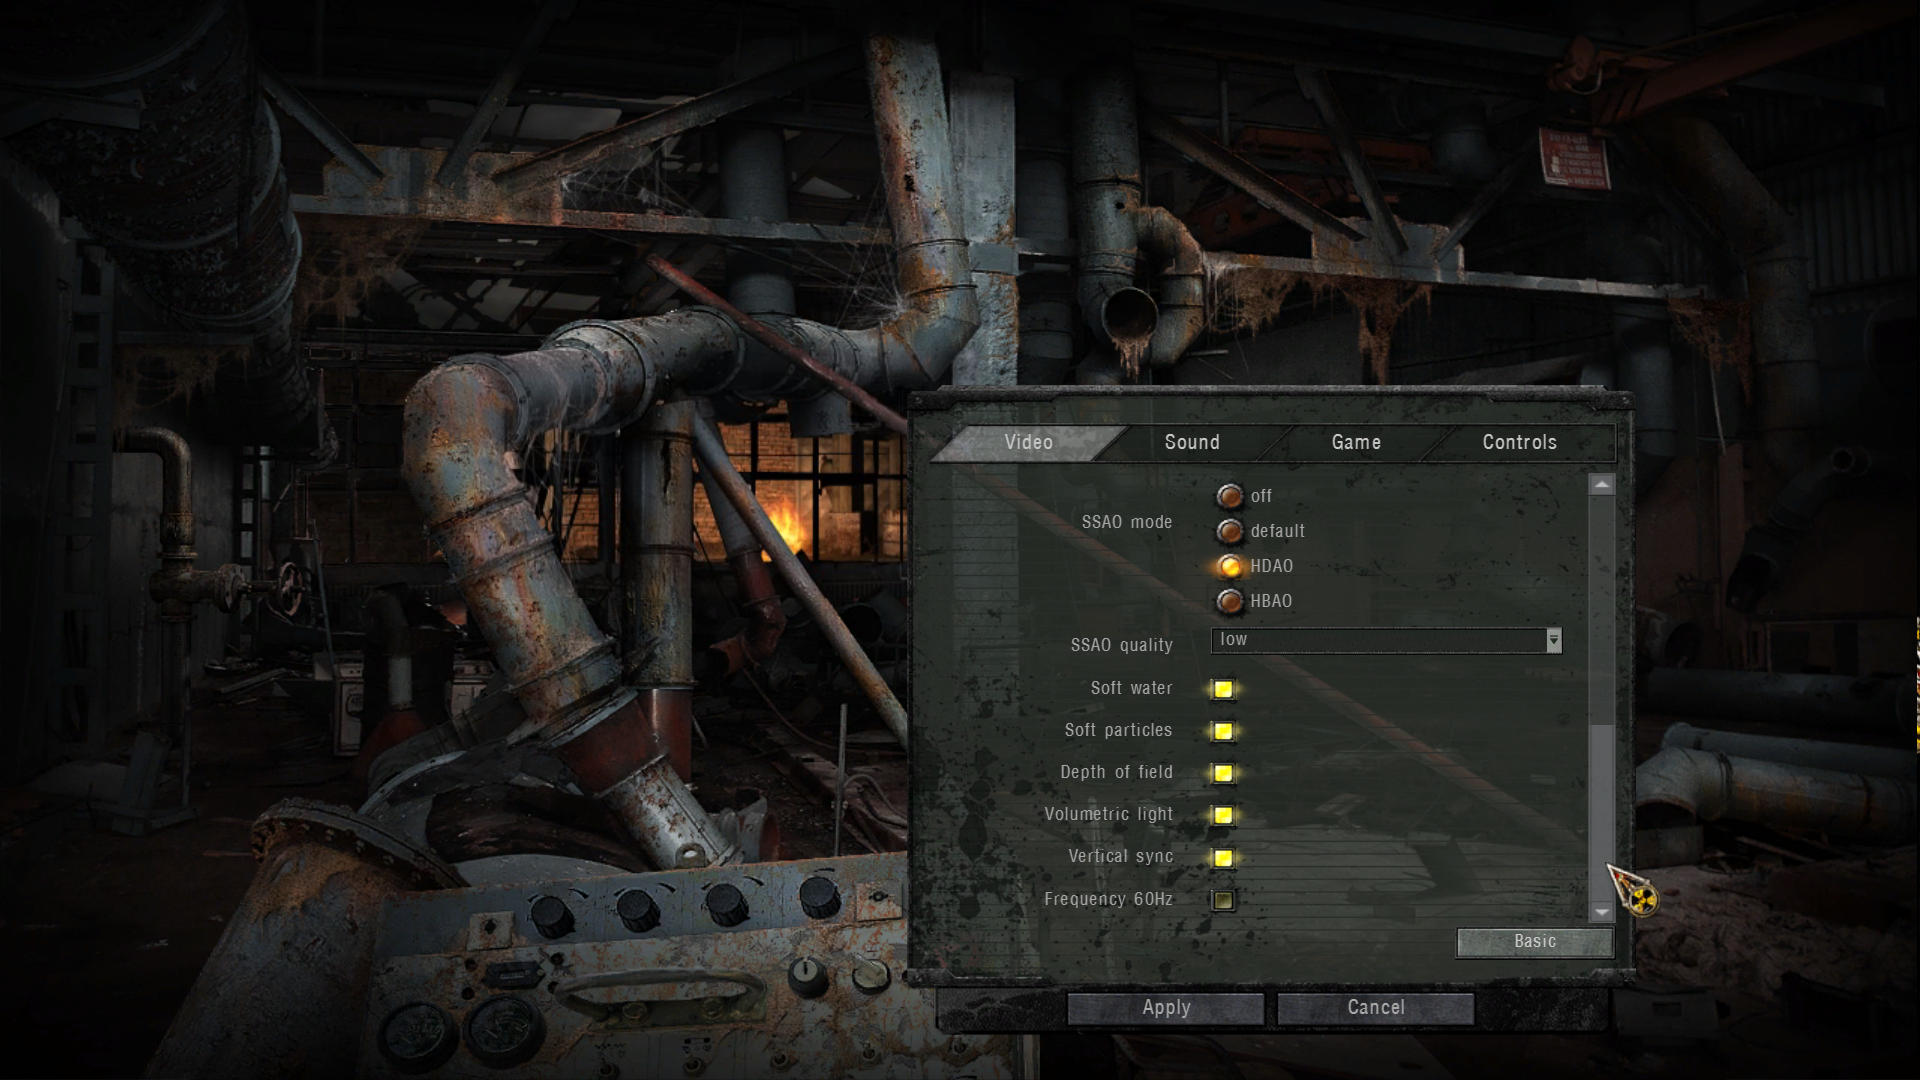 Video Sound Game Controls
SSAO mode
off
default
HDAO
HBAO
SSAO quality low
Soft water
Soft particles
Depth of field
Volumetric light
Vertical sync
Frequency 60Hz
Basic
Apply Cancel